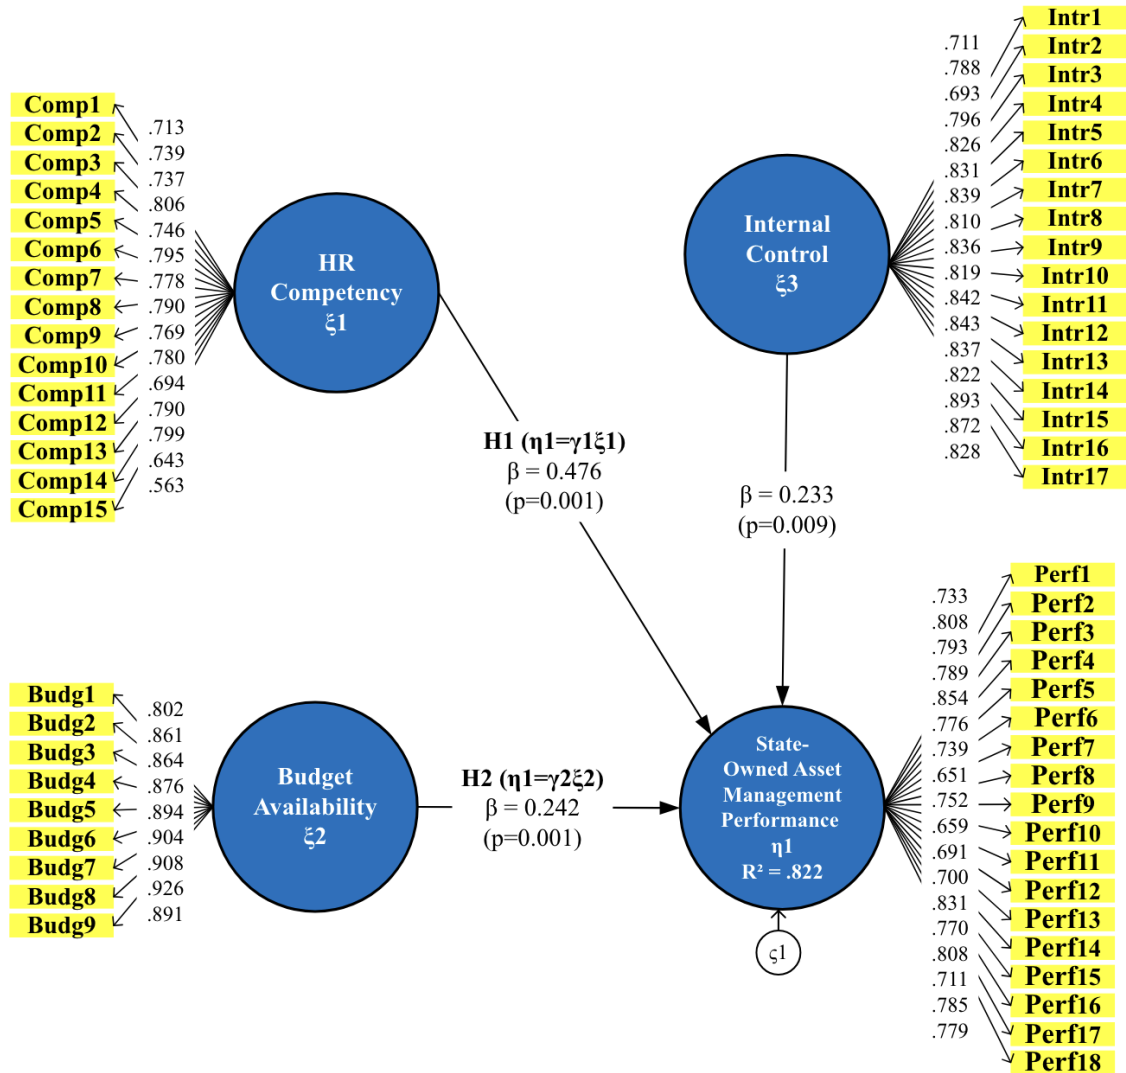 Comp1
Comp2
Comp3
Comp4
Comp5
Comp6
Comp7
Comp8
Comp9
Comp10
Comp11
Comp12
Comp13
Comp14
Comp15
.713
.739
.737
.806
.746
.795
.778
.790
.769
.780
.694
.790
.799
.643
.563
HR
Competency
ξ1
Internal
Control
ξ3
.711
.788
.693
.796
.826
.831
.839
.810
.836
.819
.842
.843
.837
.822
.893
.872
.828
Intr1
Intr2
Intr3
Intr4
Intr5
Intr6
Intr7
Intr8
Intr9
Intr10
Intr11
Intr12
Intr13
Intr14
Intr15
Intr16
Intr17
H1 (η1=γ1ξ1)
β = 0.476
(p=0.001)
β = 0.233
(p=0.009)
Budg1
Budg2
Budg3
Budg4
Budg5
Budg6
Budg7
Budg8
Budg9
.802
.861
.864
.876
.894
.904
.908
.926
.891
Budget
Availability
ξ2
H2 (η1=γ2ξ2)
β = 0.242
(p=0.001)
State-
Owned Asset
Management
Performance
η1
R² = .822
ς1
.733
.808
.793
.789
.854
.776
.739
.651
.752
.659
.691
.700
.831
.770
.808
.711
.785
.779
Perf1
Perf2
Perf3
Perf4
Perf5
Perf6
Perf7
Perf8
Perf9
Perf10
Perf11
Perf12
Perf13
Perf14
Perf15
Perf16
Perf17
Perf18